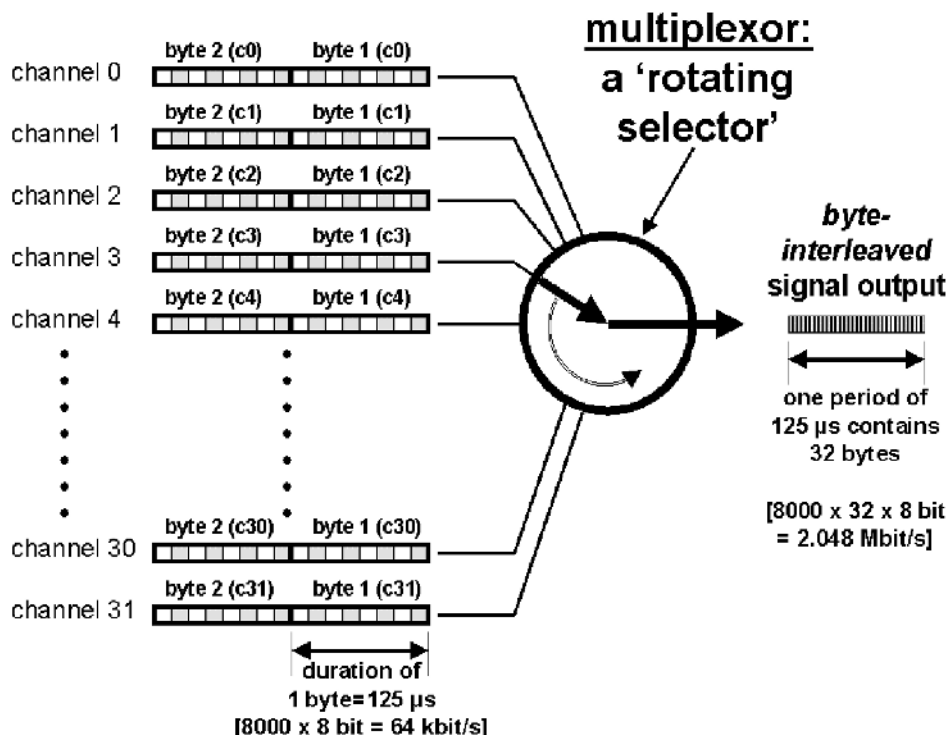 multiplexor:
a ‘rotating
selector’
byte 2 (c0) byte 1 (c0)
channel 0
byte 2 (c1) byte 1 (c1)
channel 1
byte 2 (c2) byte 1 (c2)
channel 2
byte 2 (c3) byte 1 (c3)
channel 3
byte 2 (c4) byte 1 (c4)
channel 4
byte 2 (c30) byte 1 (c30)
channel 30
byte 2 (c31) byte 1 (c31)
channel 31
duration of
1 byte=125 µs
[8000 x 8 bit = 64 kbit/s]
byte-
interleaved
signal output
one period of
125 µs contains
32 bytes
[8000 x 32 x 8 bit
= 2.048 Mbit/s]